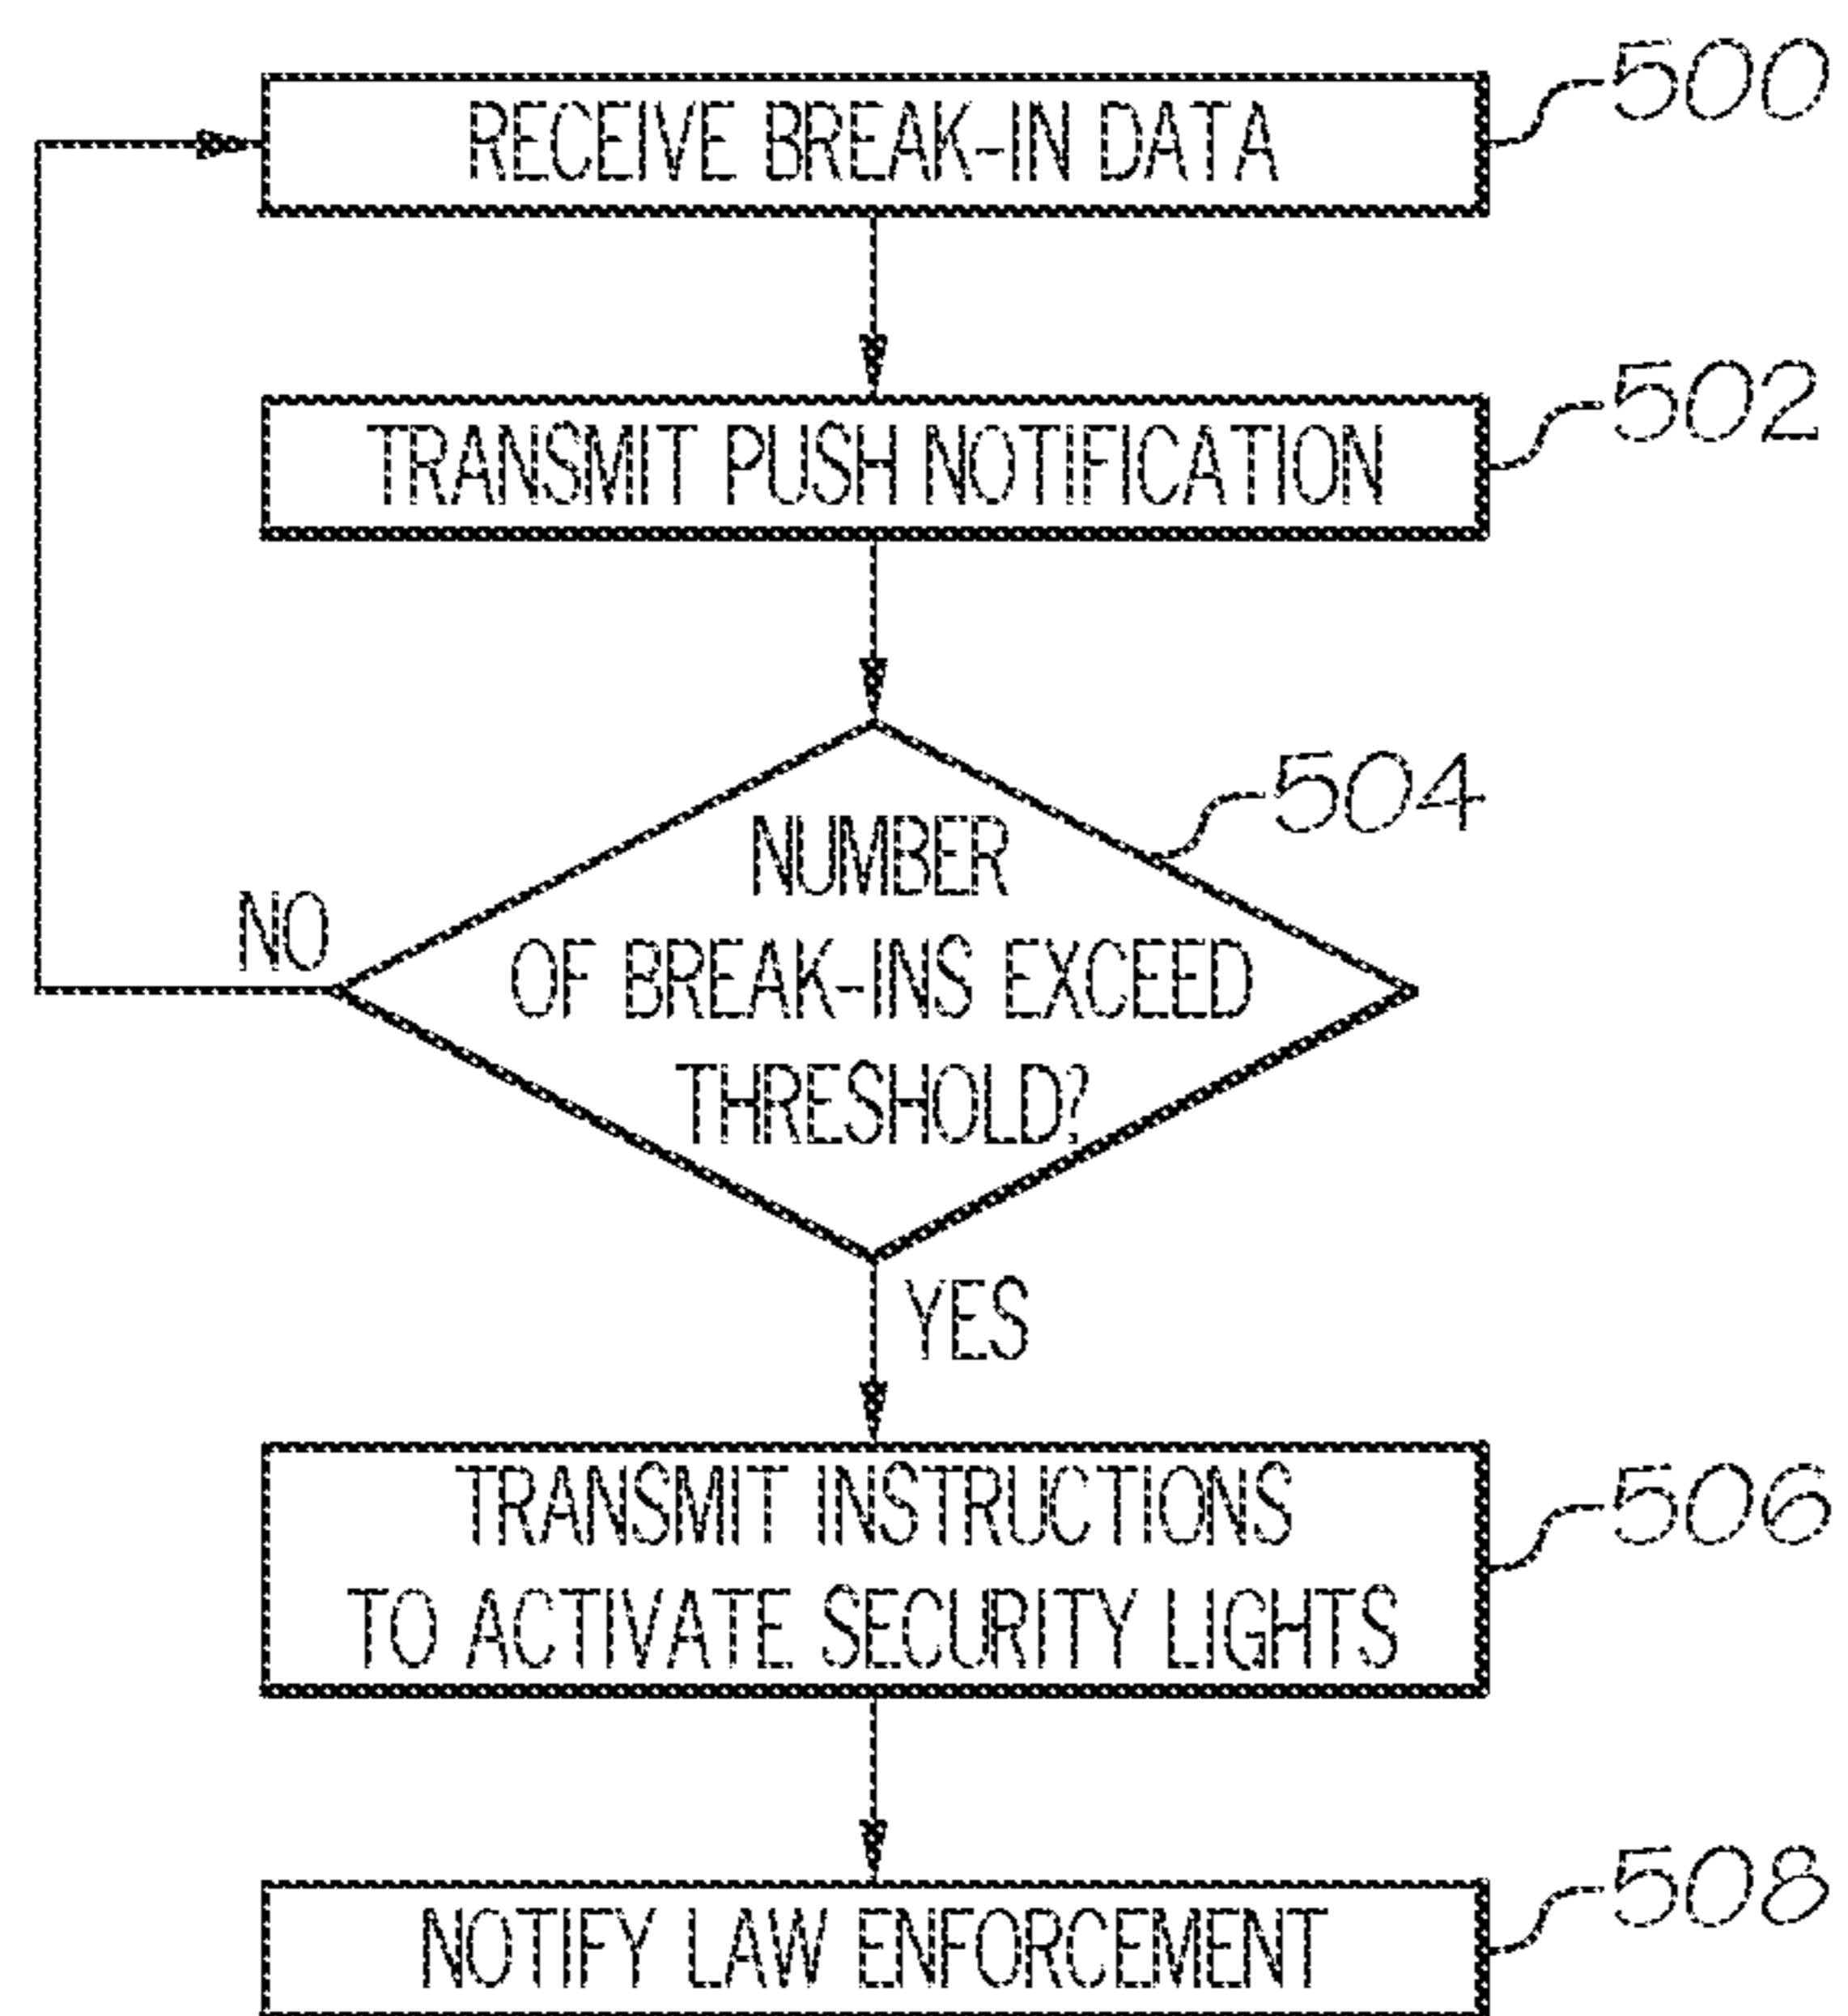 RECEIVE BREAK-IN DATA
500
TRANSMIT PUSH NOTIFICATION
502
NUMBER
OF BREAK-INS EXCEED
THRESHOLD?
504
NO
YES
TRANSMIT INSTRUCTIONS
TO ACTIVATE SECURITY LIGHTS
506
NOTIFY LAW ENFORCEMENT
508